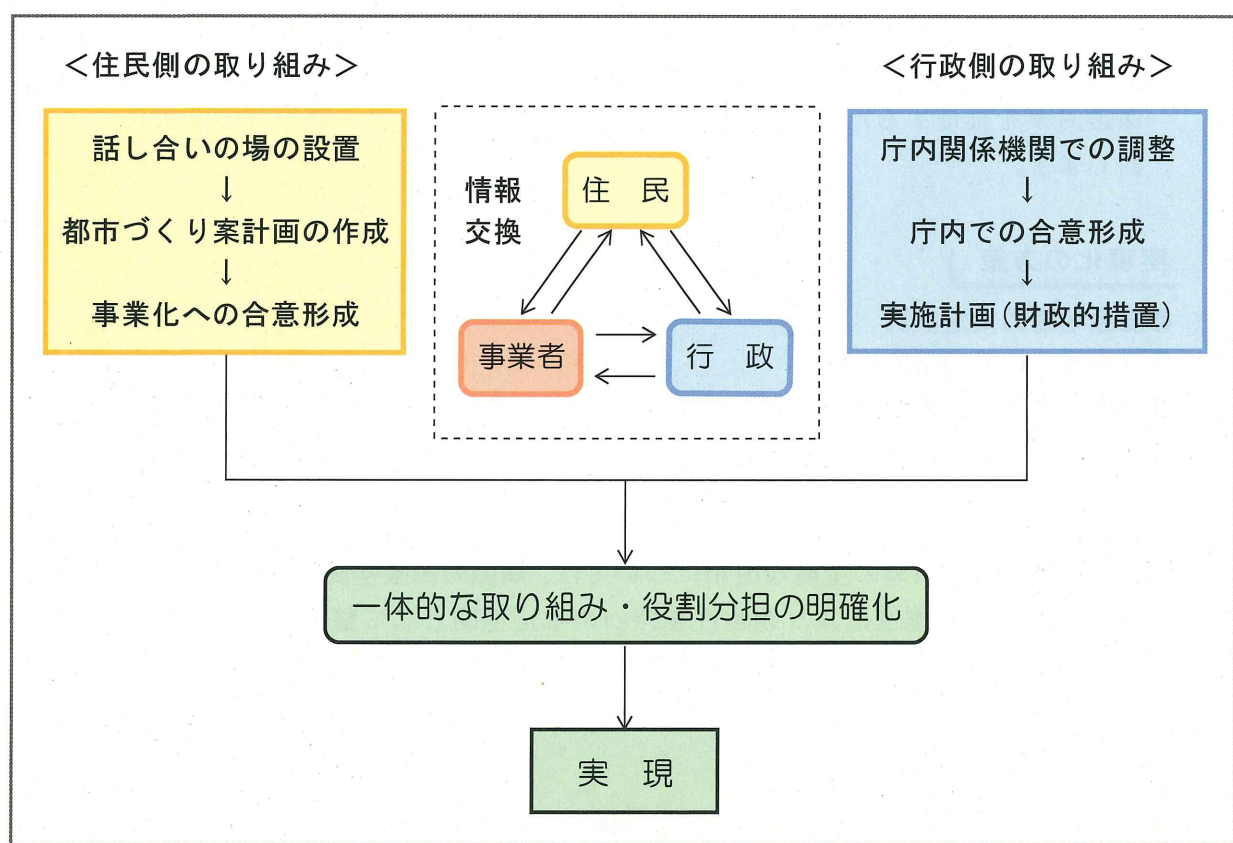 ＜住民側の取り組み＞
話し合いの場の設置
↓
都市づくり案計画の作成
↓
事業化への合意形成
情報
交換
住　民
事業者
行　政
＜行政側の取り組み＞
庁内関係機関での調整
↓
庁内での合意形成
↓
実施計画（財政的措置）
一体的な取り組み・役割分担の明確化
実　現